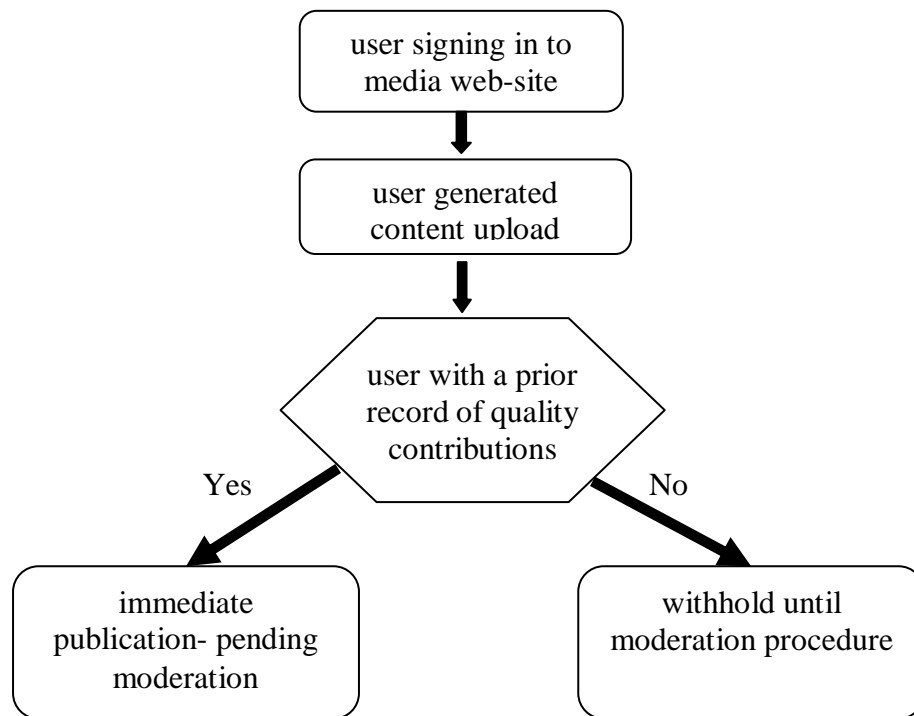 user signing in to
media web-site
user generated
content upload
user with a prior
record of quality
contributions
Yes
No
immediate
publication- pending
moderation
withhold until
moderation procedure